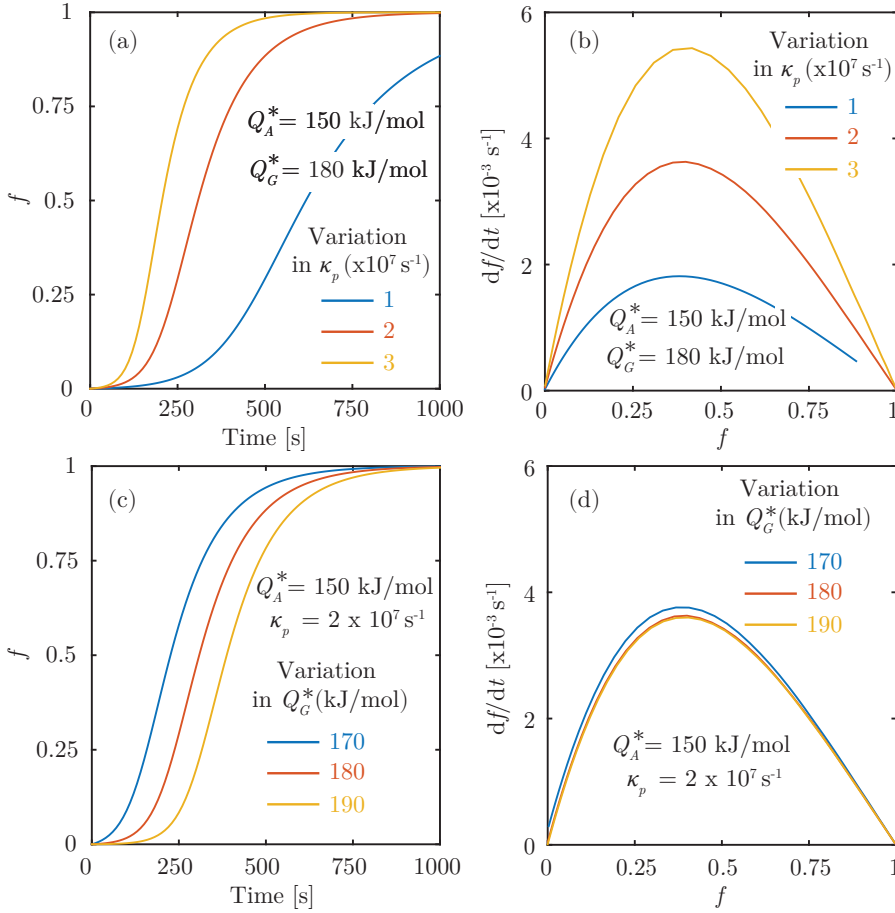 (a)
1
0.75
0.5
0.25
0
f
Q*A = 150 kJ/mol
Q*G = 180 kJ/mol
Variation
in κp (x10⁷ s⁻¹)
1
2
3
0 250 500 750 1000
Time [s]
(b)
6
4
2
0
df/dt [x10⁻³ s⁻¹]
Variation
in κp (x10⁷ s⁻¹)
1
2
3
Q*A = 150 kJ/mol
Q*G = 180 kJ/mol
0 0.25 0.5 0.75 1
f
(c)
1
0.75
0.5
0.25
0
f
Q*A = 150 kJ/mol
κp = 2 x 10⁷ s⁻¹
Variation
in Q*G (kJ/mol)
170
180
190
0 250 500 750 1000
Time [s]
(d)
6
4
2
0
df/dt [x10⁻³ s⁻¹]
Variation
in Q*G (kJ/mol)
170
180
190
Q*A = 150 kJ/mol
κp = 2 x 10⁷ s⁻¹
0 0.25 0.5 0.75 1
f